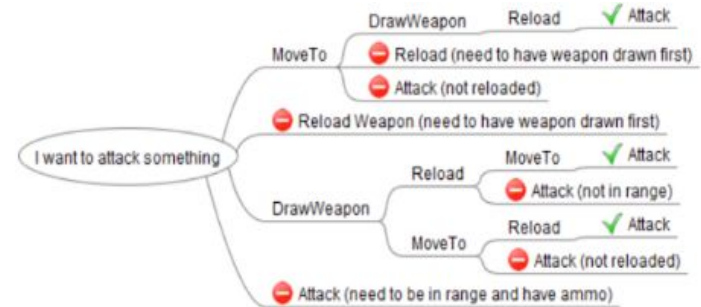 DrawWeapon Reload Attack
MoveTo Reload (need to have weapon drawn first)
Attack (not reloaded)
Reload Weapon (need to have weapon drawn first)
I want to attack something
MoveTo Attack
Reload
Attack (not in range)
DrawWeapon
Reload Attack
MoveTo
Attack (not reloaded)
Attack (need to be in range and have ammo)